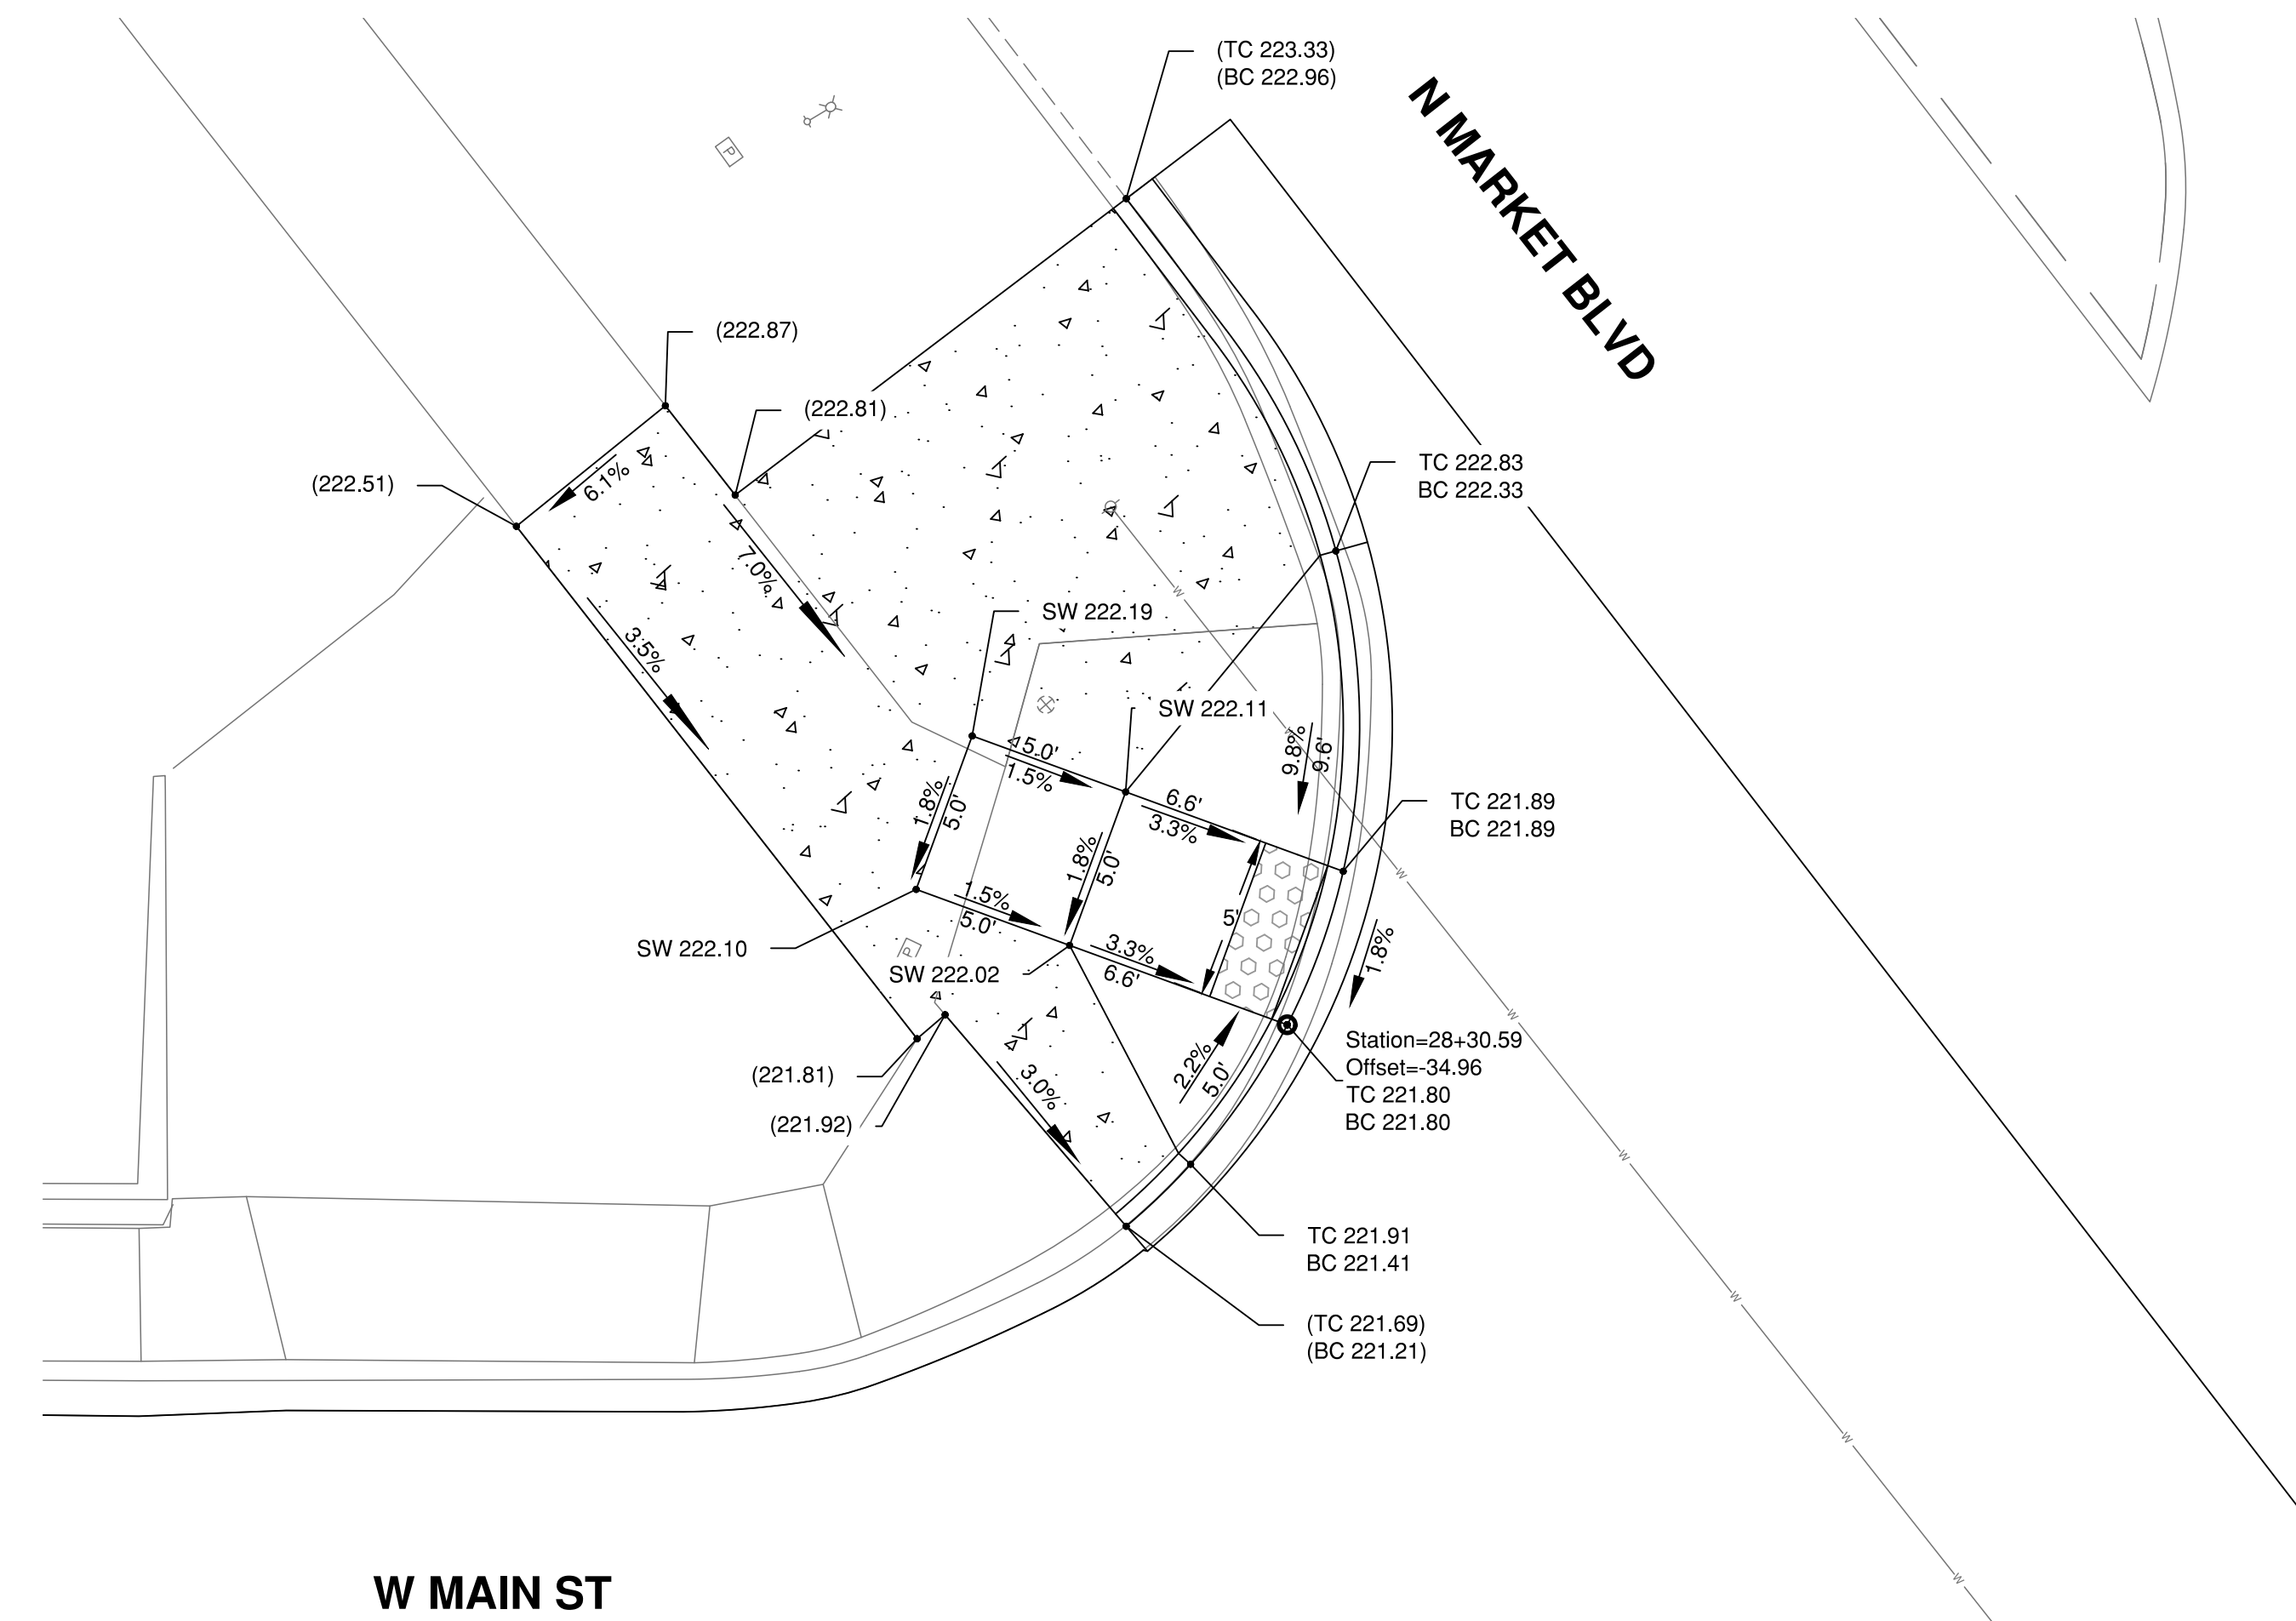 (TC 223.33)
(BC 222.96)
N MARKET BLVD
P
(222.87)
(222.81)
(222.51)
6.1%
TC 222.83
BC 222.33
7.0%
W
3.5%
SW 222.19
SW 222.11
5.0'
1.5%
9.8%
9.6'
6.6'
3.3%
TC 221.89
BC 221.89
1.8%
5.0'
1.8%
5.0'
W
1.5%
5.0'
5'
SW 222.10
P
SW 222.02
3.3%
6.6'
1.8%
W
Station=28+30.59
Offset=-34.96
TC 221.80
BC 221.80
2.2%
5.0'
(221.81)
3.0%
(221.92)
W
TC 221.91
BC 221.41
W
(TC 221.69)
(BC 221.21)
W
W
W MAIN ST